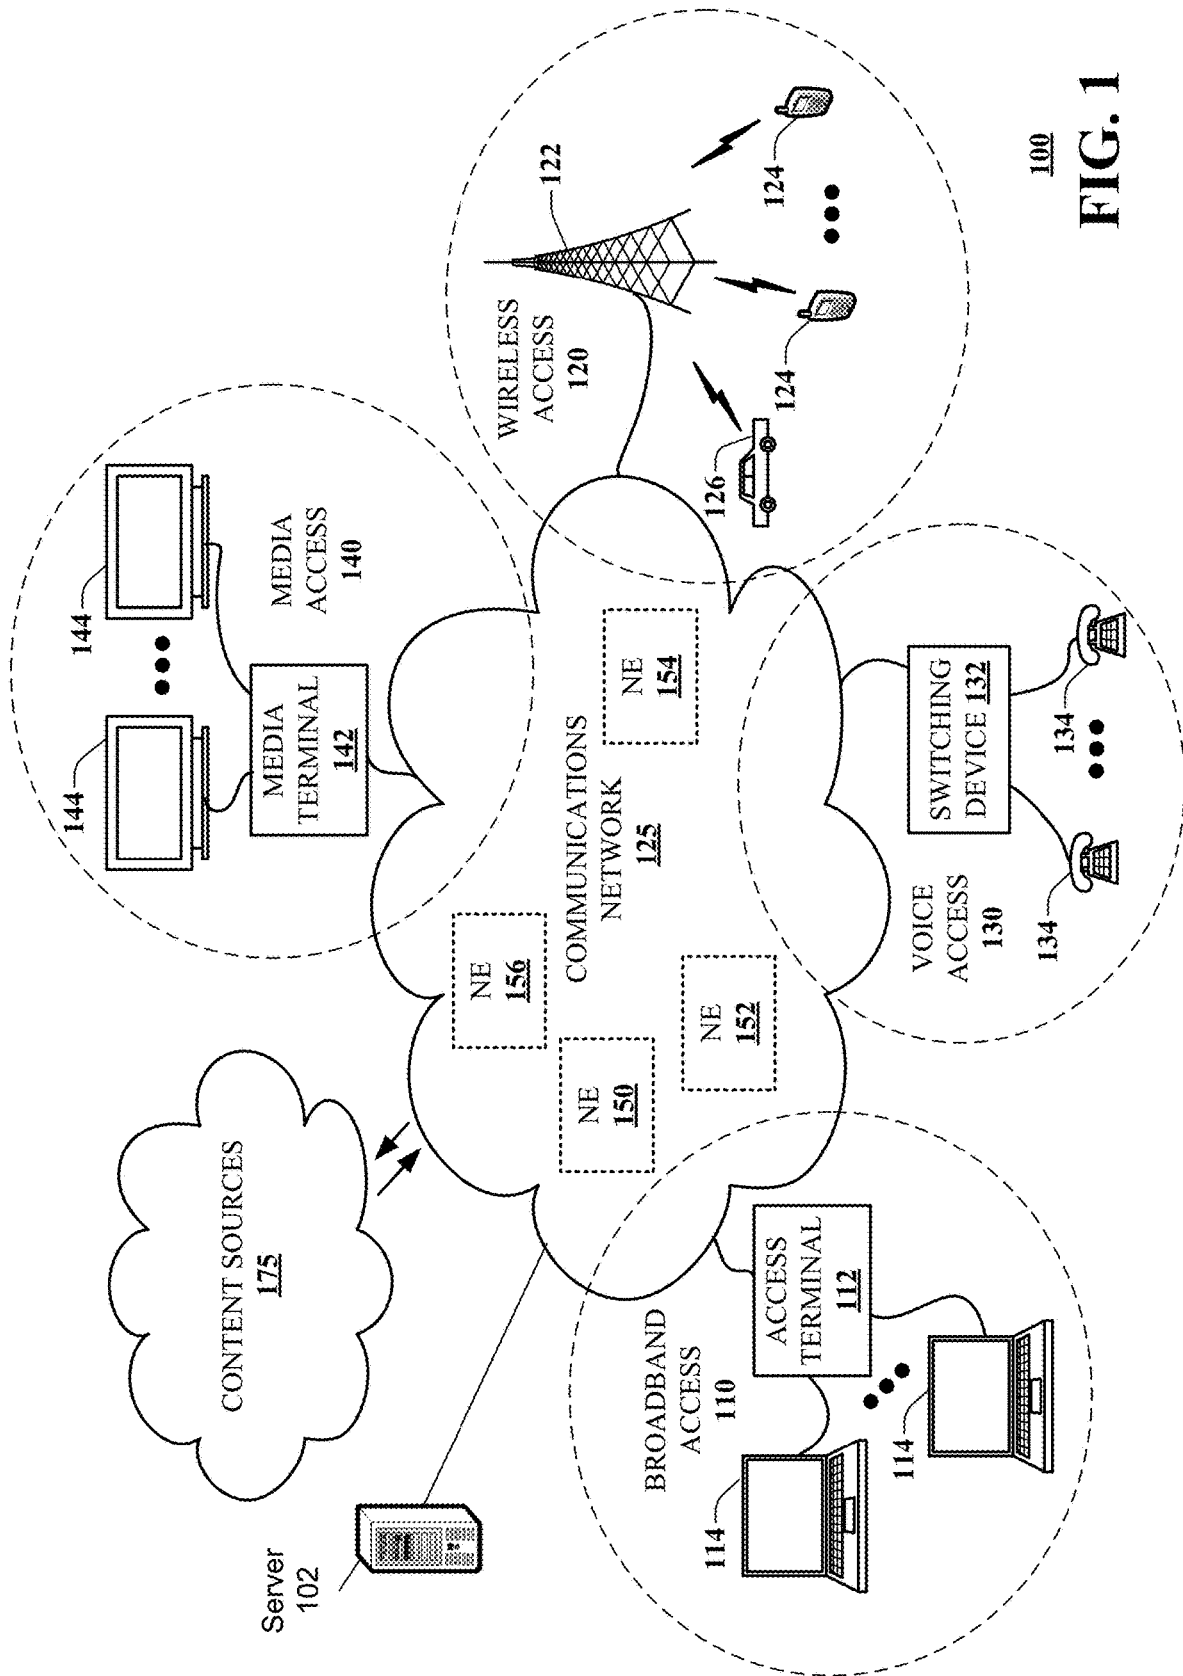 Server
102
CONTENT SOURCES
175
144
144
MEDIA
TERMINAL
142
MEDIA
ACCESS
140
NE
156
NE
150
NE
152
COMMUNICATIONS
NETWORK
125
NE
154
WIRELESS
ACCESS
120
122
126
124
124
BROADBAND
ACCESS
110
ACCESS
TERMINAL
112
114
114
VOICE
ACCESS
130
SWITCHING
DEVICE 132
134
134
100
FIG. 1